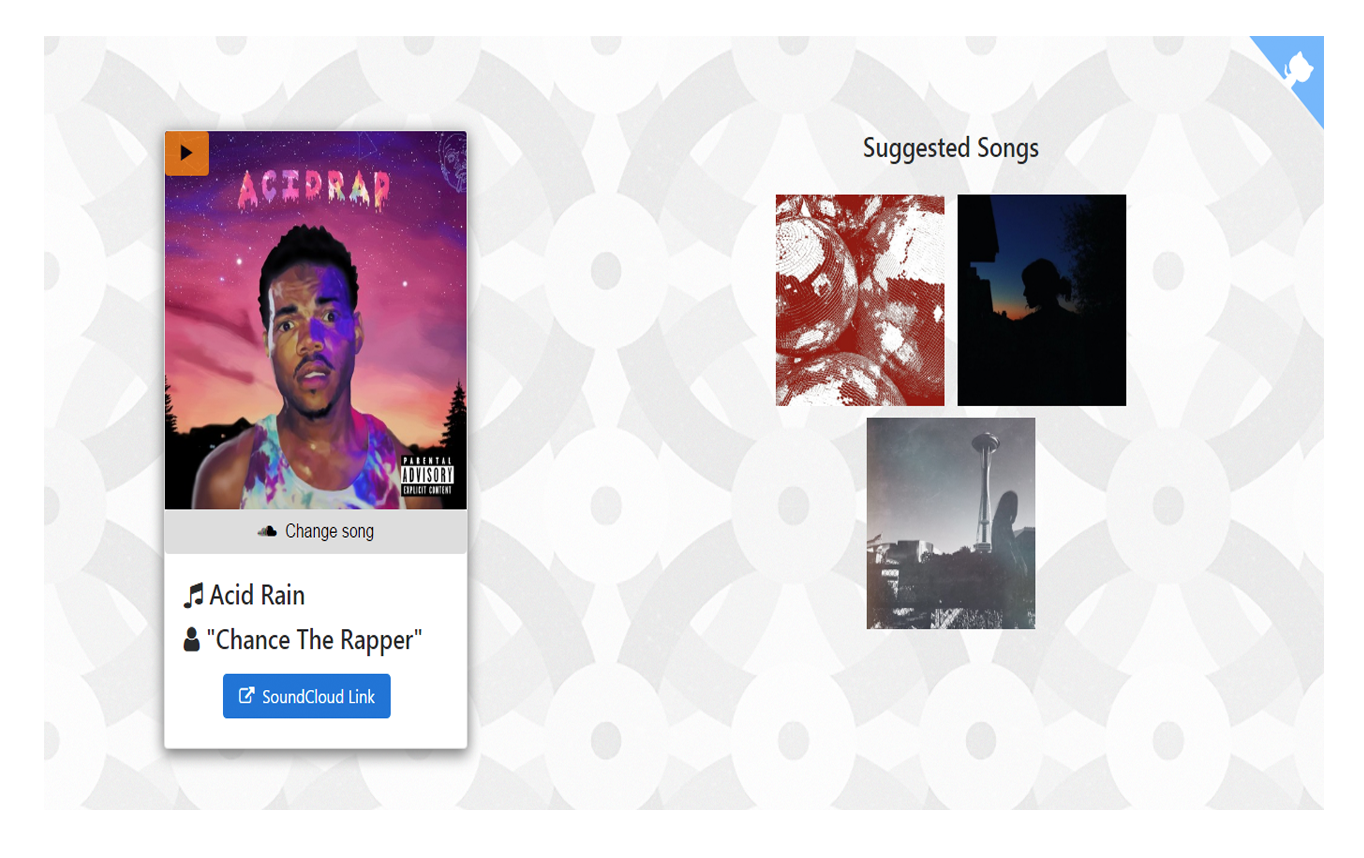 ACIDRAP
PARENTAL
ADVISORY
EXPLICIT CONTENT
Change song
Acid Rain
"Chance The Rapper"
SoundCloud Link
Suggested Songs